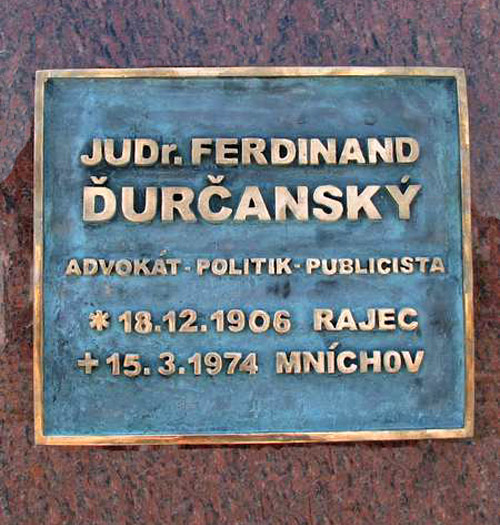 JUDr. FERDINAND
ĎURČANSKÝ
ADVOKÁT - POLITIK - PUBLICISTA
* 18.12.1906 RAJEC
+ 15.3.1974 MNÍCHOV